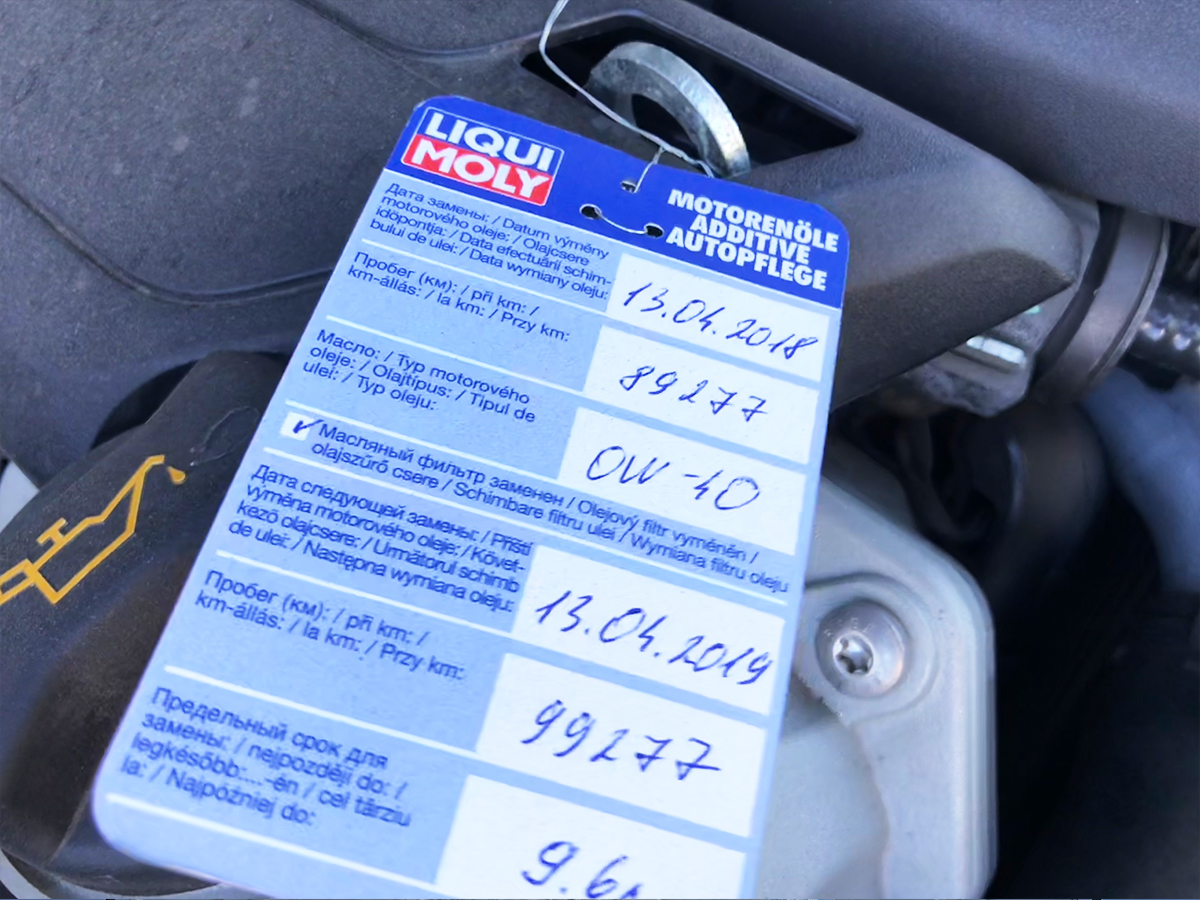 LIQUI
MOLY
MOTORENÖLE
ADDITIVE
AUTOPFLEGE
Дата замены: / Datum výměny
motorového oleje: / Olajcsere
időpontja: / Data efectuării schim-
bului de ulei: / Data wymiany oleju:
13.04.2018
Пробег (км): / při km: /
km-állás: / la km: / Przy km:
89277
Масло: / Typ motorového
oleje: / Olajtípus: / Tipul de
ulei: / Typ oleju:
0W-40
✓ Масляный фильтр заменен / Olejový filtr vyměněn /
olajszűrő csere / Schimbare filtru ulei / Wymiana filtru oleju
Дата следующей замены: / Příští
výměna motorového oleje: / Követ-
kező olajcsere: / Următorul schimb
de ulei: / Następna wymiana oleju:
13.04.2019
Пробег (км): / při km: /
km-állás: / la km: / Przy km:
99277
Предельный срок для
замены: / nejpozději do: /
legkésőbb:...-én / cel târziu
la: / Najpóźniej do:
9.6